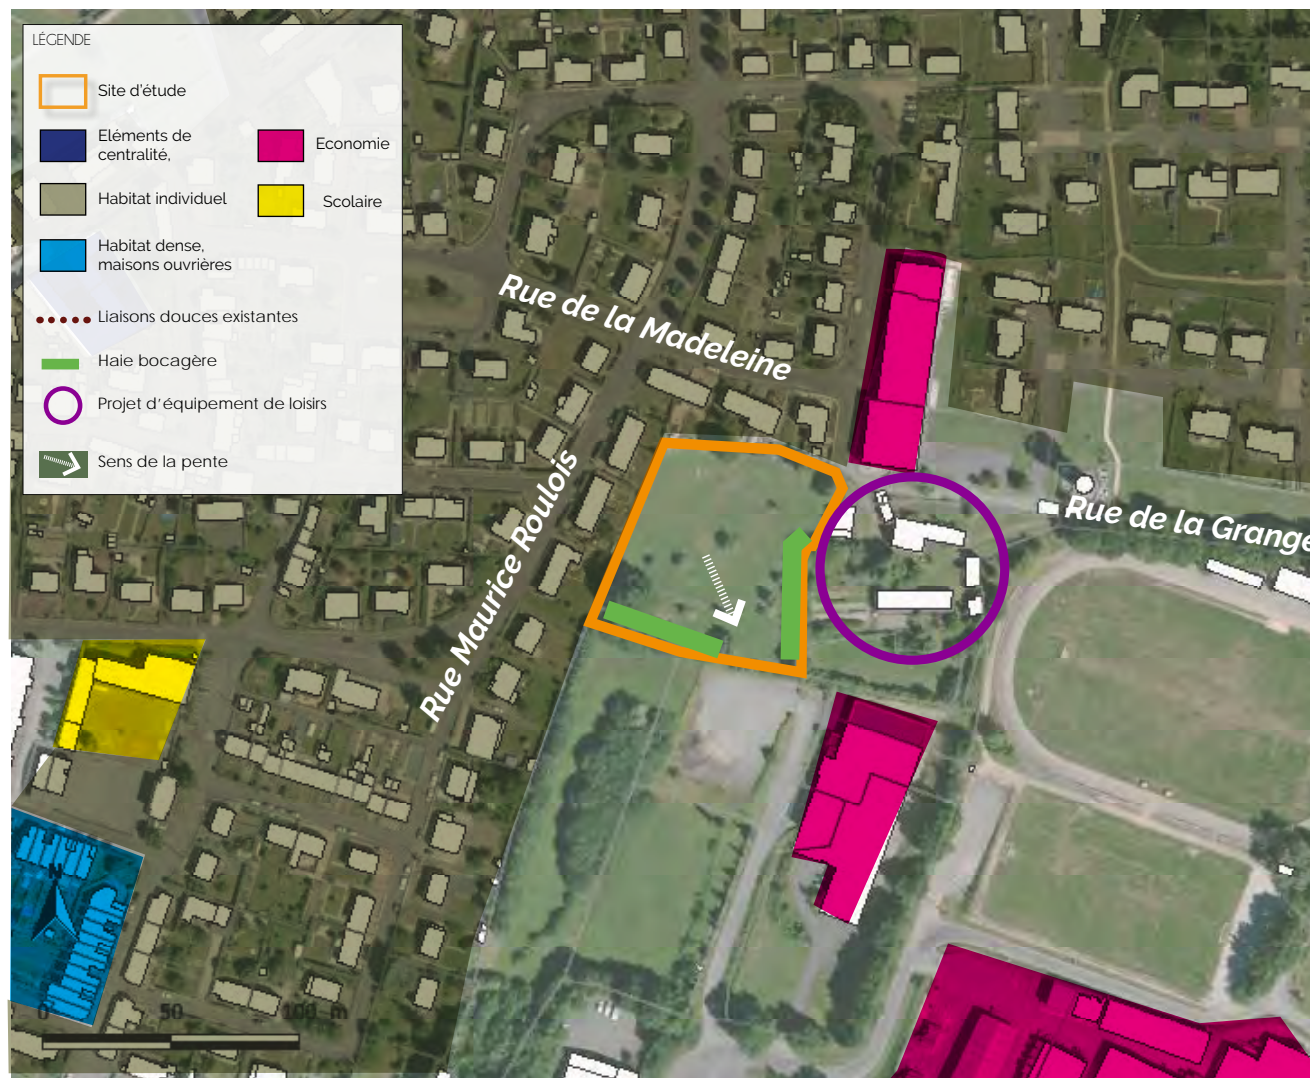 LÉGENDE
Site d'étude
Eléments de
centralité,
Economie
Habitat individuel
Scolaire
Habitat dense,
maisons ouvrières
Liaisons douces existantes
Haie bocagère
Projet d'équipement de loisirs
Sens de la pente
Rue de la Madeleine
Rue Maurice Roulois
Rue de la Grange
N
0 50 100 m